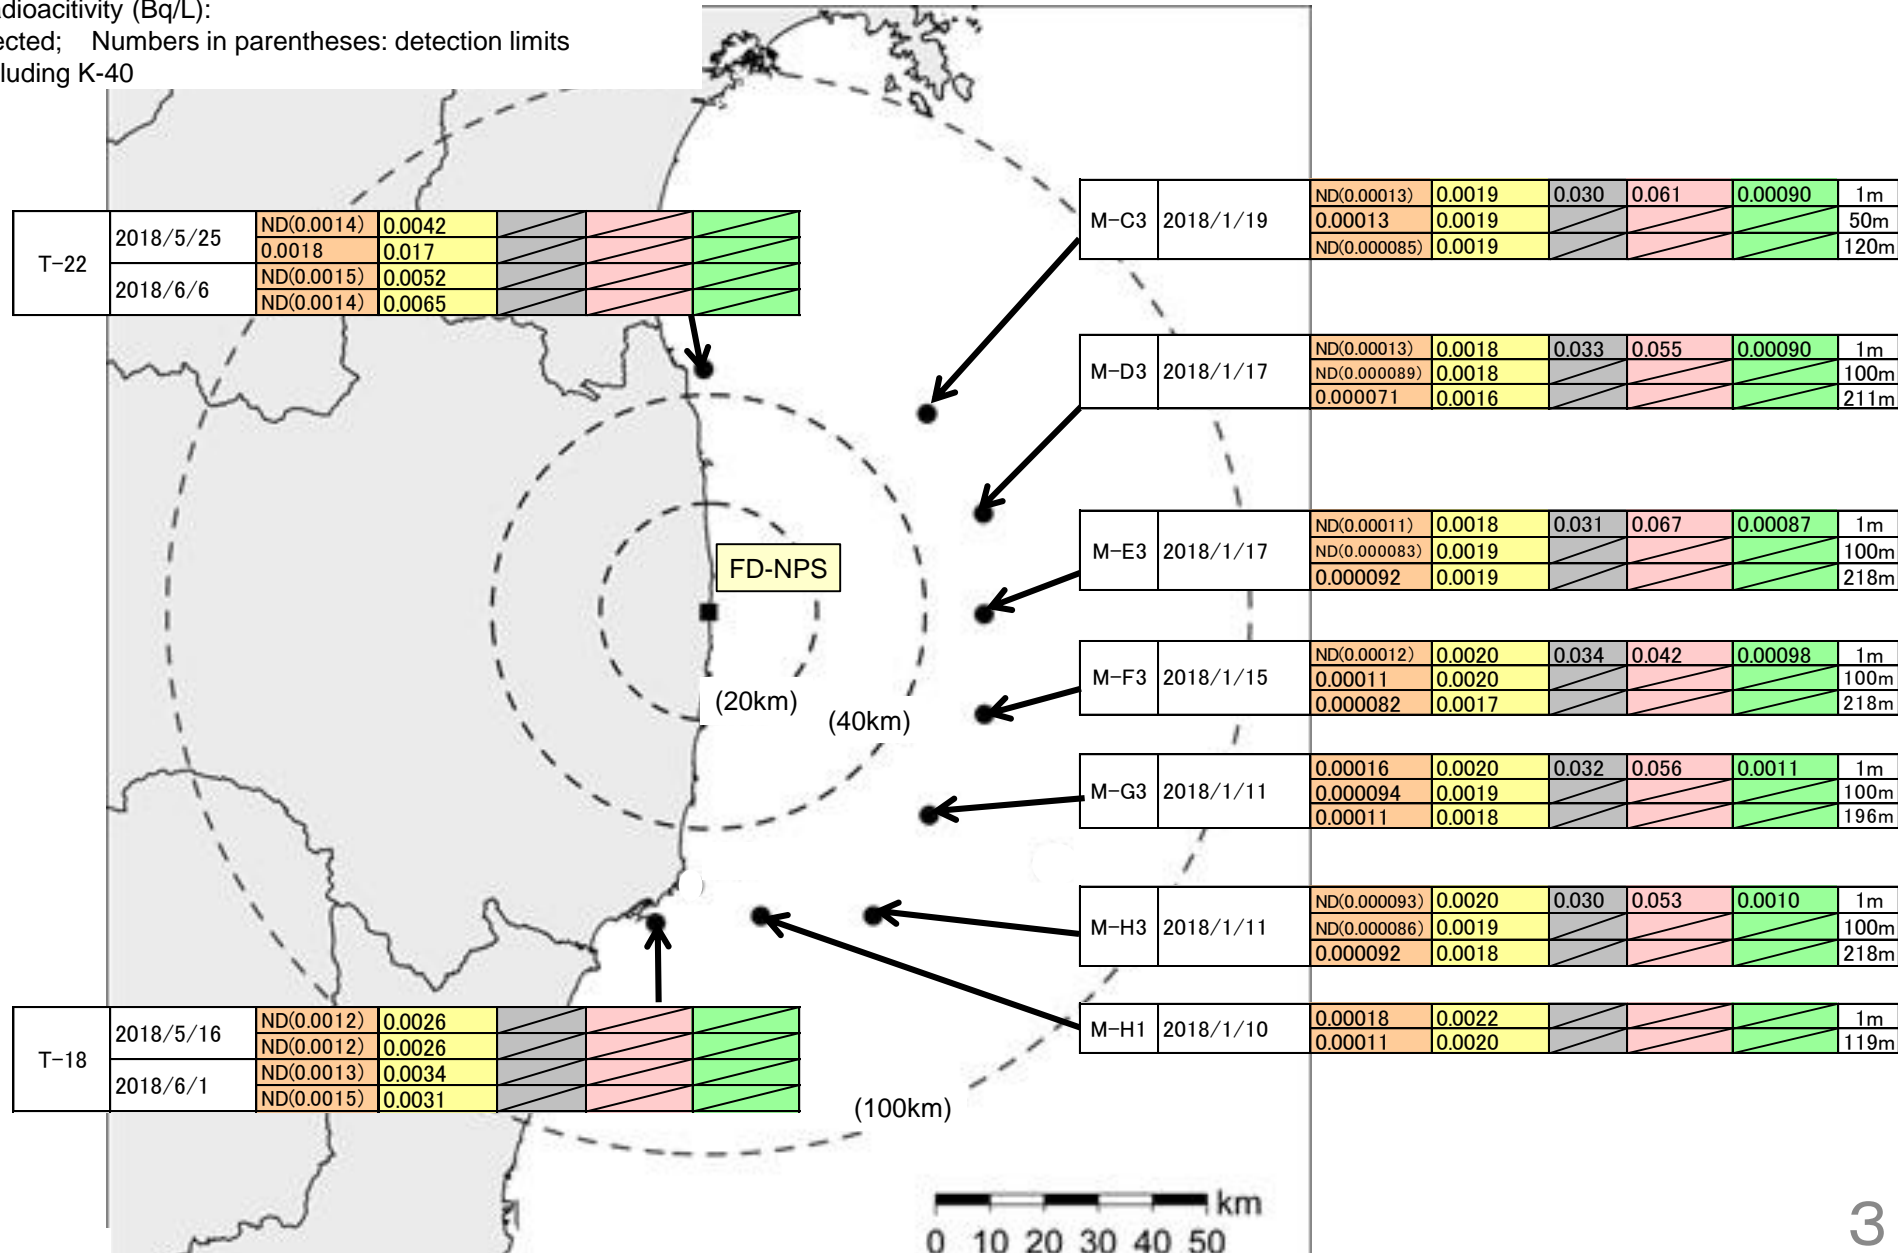 adioacitivity (Bq/L):
ected; Numbers in parentheses: detection limits
luding K-40
T-22
2018/5/25 ND(0.0014) 0.0042
0.0018 0.017
2018/6/6 ND(0.0015) 0.0052
ND(0.0014) 0.0065
M-C3 2018/1/19 ND(0.00013) 0.0019 0.030 0.061 0.00090 1m
0.00013 0.0019 50m
ND(0.000085) 0.0019 120m
M-D3 2018/1/17 ND(0.00013) 0.0018 0.033 0.055 0.00090 1m
ND(0.000089) 0.0018 100m
0.000071 0.0016 211m
M-E3 2018/1/17 ND(0.00011) 0.0018 0.031 0.067 0.00087 1m
ND(0.000083) 0.0019 100m
0.000092 0.0019 218m
FD-NPS
(20km)
(40km)
M-F3 2018/1/15 ND(0.00012) 0.0020 0.034 0.042 0.00098 1m
0.00011 0.0020 100m
0.000082 0.0017 218m
M-G3 2018/1/11 0.00016 0.0020 0.032 0.056 0.0011 1m
0.000094 0.0019 100m
0.00011 0.0018 196m
M-H3 2018/1/11 ND(0.000093) 0.0020 0.030 0.053 0.0010 1m
ND(0.000086) 0.0019 100m
0.000092 0.0018 218m
M-H1 2018/1/10 0.00018 0.0022 1m
0.00011 0.0020 119m
T-18
2018/5/16 ND(0.0012) 0.0026
ND(0.0012) 0.0026
2018/6/1 ND(0.0013) 0.0034
ND(0.0015) 0.0031
(100km)
km
0 10 20 30 40 50
3